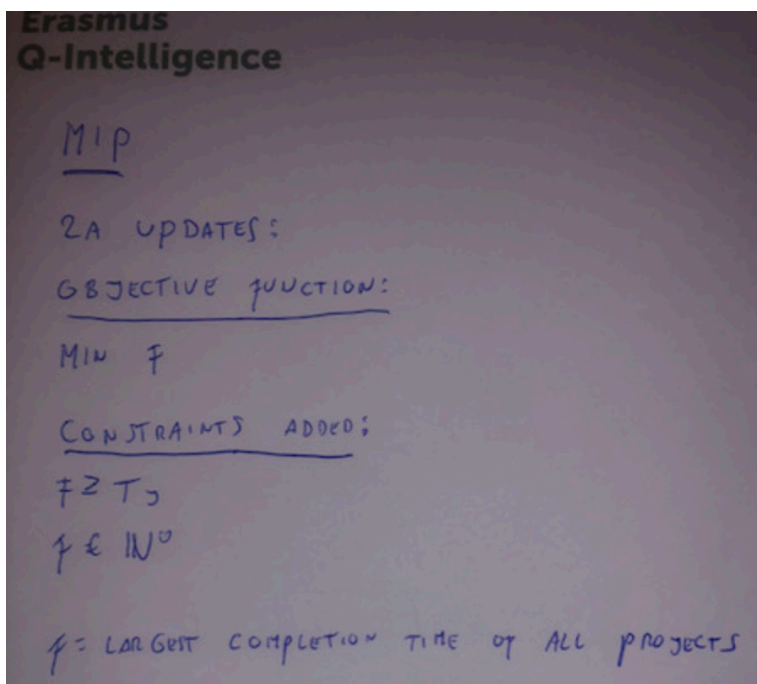 Erasmus
Q-Intelligence
MIP
2A UPDATES:
OBJECTIVE FUNCTION:
MIN F
CONSTRAINTS ADDED:
F ≥ Tj
F ∈ ℕ⁰
F = LARGEST COMPLETION TIME OF ALL PROJECTS